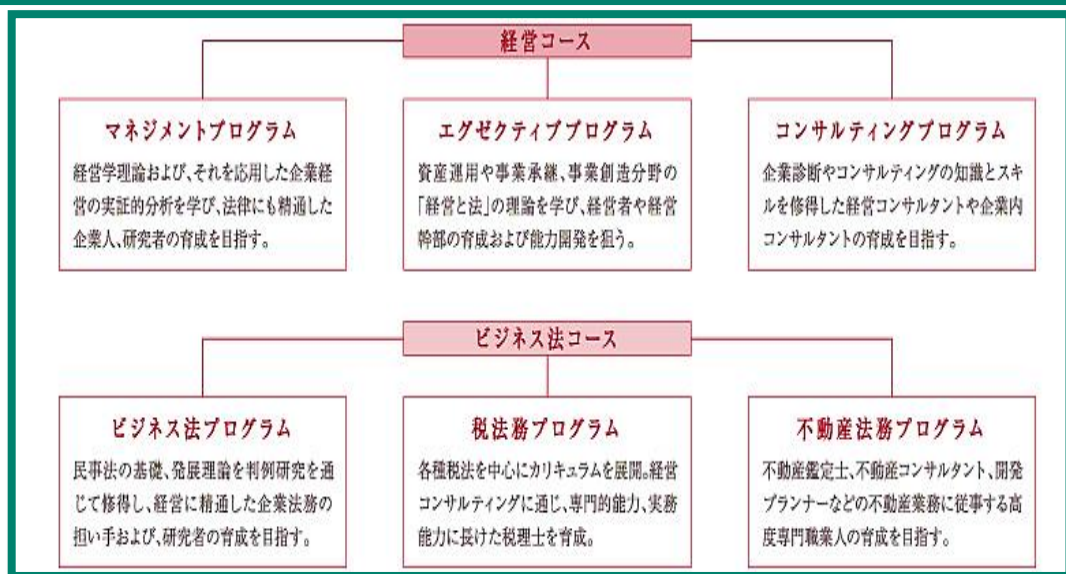 経営コース
マネジメントプログラム
経営学理論および、それを応用した企業経
営の実証的分析を学び、法律にも精通した
企業人、研究者の育成を目指す。
エグゼクティブプログラム
資産運用や事業承継、事業創造分野の
「経営と法」の理論を学び、経営者や経営
幹部の育成および能力開発を狙う。
コンサルティングプログラム
企業診断やコンサルティングの知識とスキ
ルを修得した経営コンサルタントや企業内
コンサルタントの育成を目指す。
ビジネス法コース
ビジネス法プログラム
民事法の基礎、発展理論を判例研究を通
じて修得し、経営に精通した企業法務の
担い手および、研究者の育成を目指す。
税法務プログラム
各種税法を中心にカリキュラムを展開。経営
コンサルティングに通じ、専門的能力、実務
能力に長けた税理士を育成。
不動産法務プログラム
不動産鑑定士、不動産コンサルタント、開発
プランナーなどの不動産業務に従事する高
度専門職業人の育成を目指す。